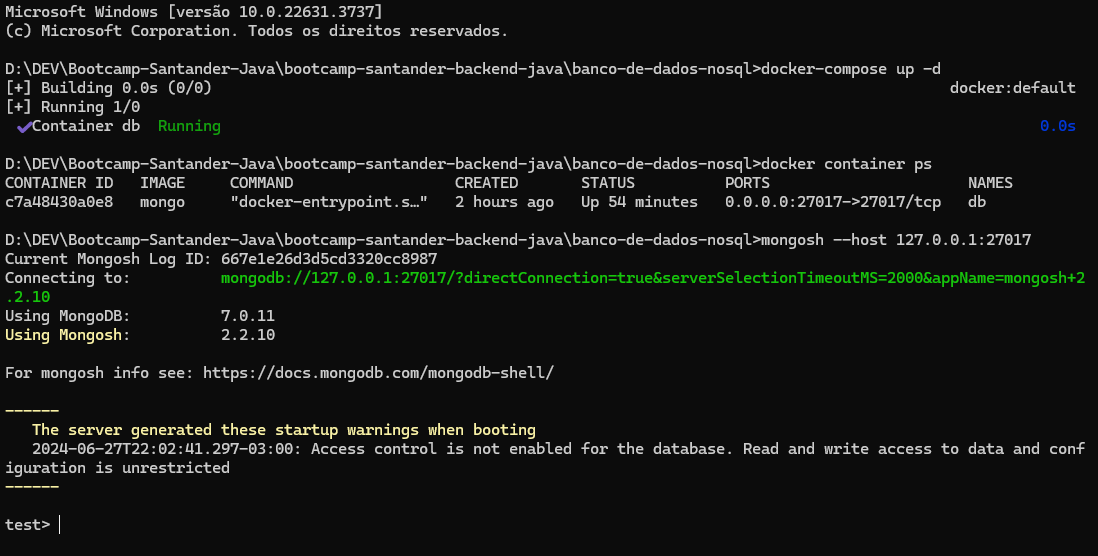 Microsoft Windows [versão 10.0.22631.3737]
(c) Microsoft Corporation. Todos os direitos reservados.
D:\DEV\Bootcamp-Santander-Java\bootcamp-santander-backend-java\banco-de-dados-nosql>docker-compose up -d
[+] Building 0.0s (0/0) docker:default
[+] Running 1/0
✔Container db Running 0.0s
D:\DEV\Bootcamp-Santander-Java\bootcamp-santander-backend-java\banco-de-dados-nosql>docker container ps
CONTAINER ID IMAGE COMMAND CREATED STATUS PORTS NAMES
c7a48430a0e8 mongo "docker-entrypoint.s…" 2 hours ago Up 54 minutes 0.0.0.0:27017->27017/tcp db
D:\DEV\Bootcamp-Santander-Java\bootcamp-santander-backend-java\banco-de-dados-nosql>mongosh --host 127.0.0.1:27017
Current Mongosh Log ID: 667e1e26d3d5cd3320cc8987
Connecting to: mongodb://127.0.0.1:27017/?directConnection=true&serverSelectionTimeoutMS=2000&appName=mongosh+2
.2.10
Using MongoDB: 7.0.11
Using Mongosh: 2.2.10
For mongosh info see: https://docs.mongodb.com/mongodb-shell/
------
The server generated these startup warnings when booting
2024-06-27T22:02:41.297-03:00: Access control is not enabled for the database. Read and write access to data and conf
iguration is unrestricted
------
test>